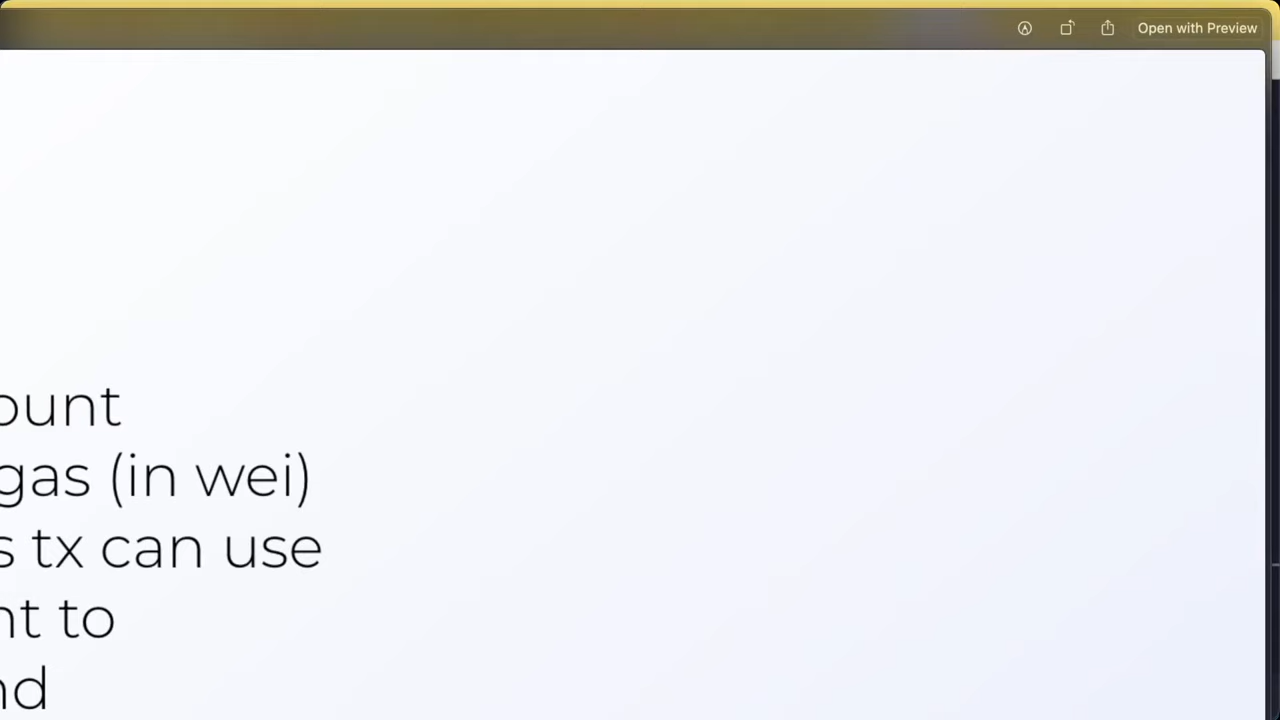 Open with Preview
ount
gas (in wei)
s tx can use
nt to
nd